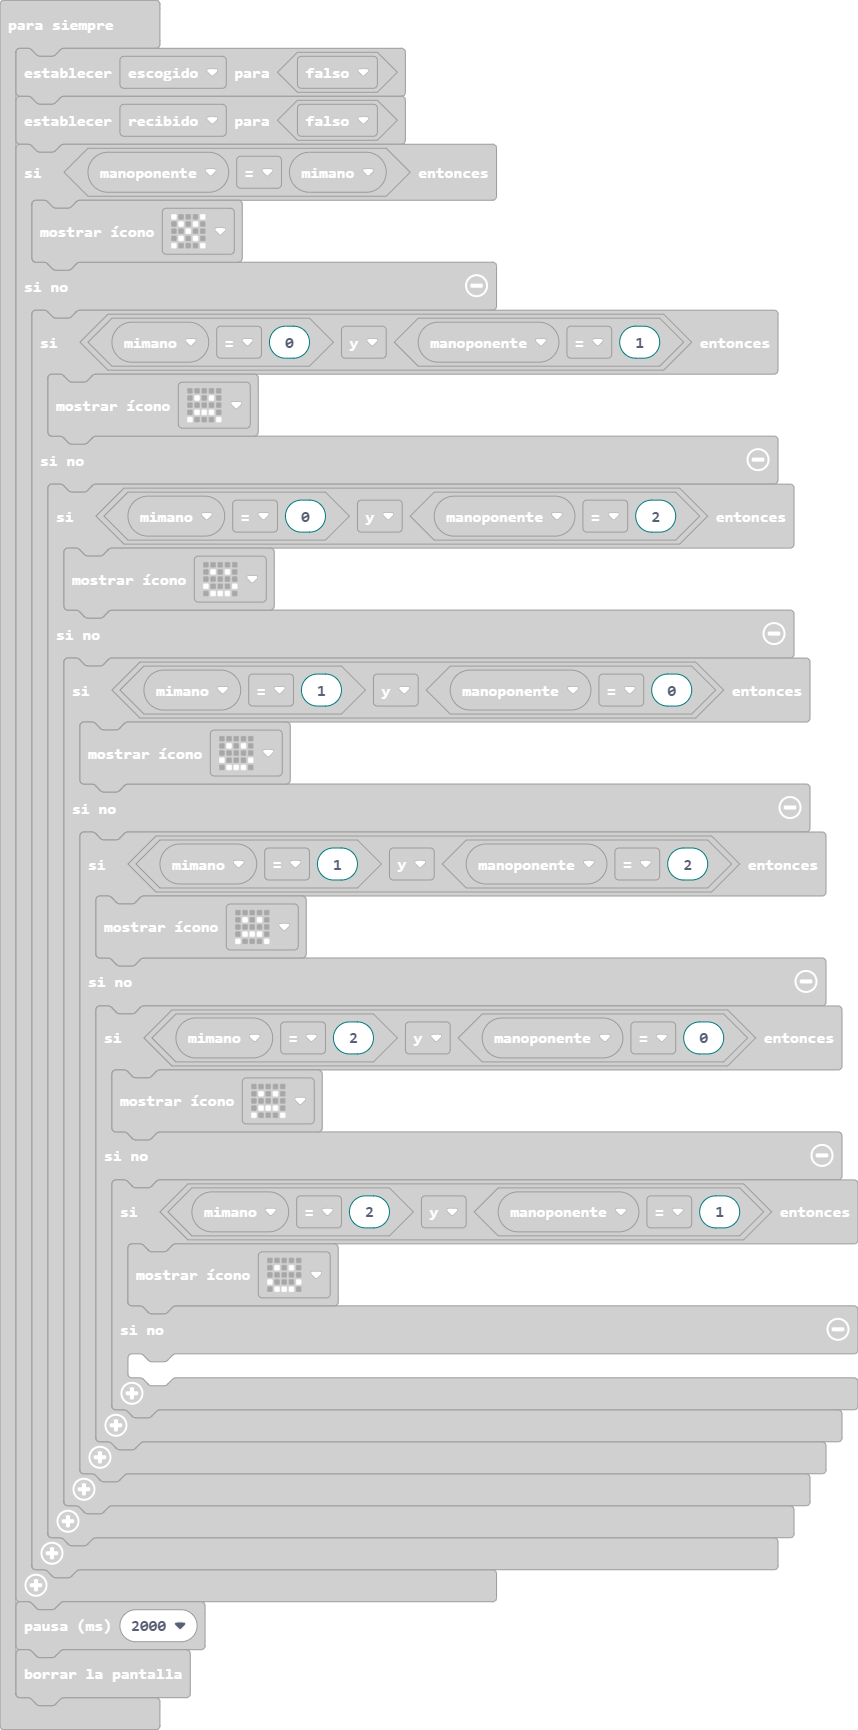 para siempre
establecer escogido para falso
establecer recibido para falso
si manoponente = mimano entonces
mostrar ícono
si no
si mimano = 0 y manoponente = 1 entonces
mostrar ícono
si no
si mimano = 0 y manoponente = 2 entonces
mostrar ícono
si no
si mimano = 1 y manoponente = 0 entonces
mostrar ícono
si no
si mimano = 1 y manoponente = 2 entonces
mostrar ícono
si no
si mimano = 2 y manoponente = 0 entonces
mostrar ícono
si no
si mimano = 2 y manoponente = 1 entonces
mostrar ícono
si no
pausa (ms) 2000
borrar la pantalla